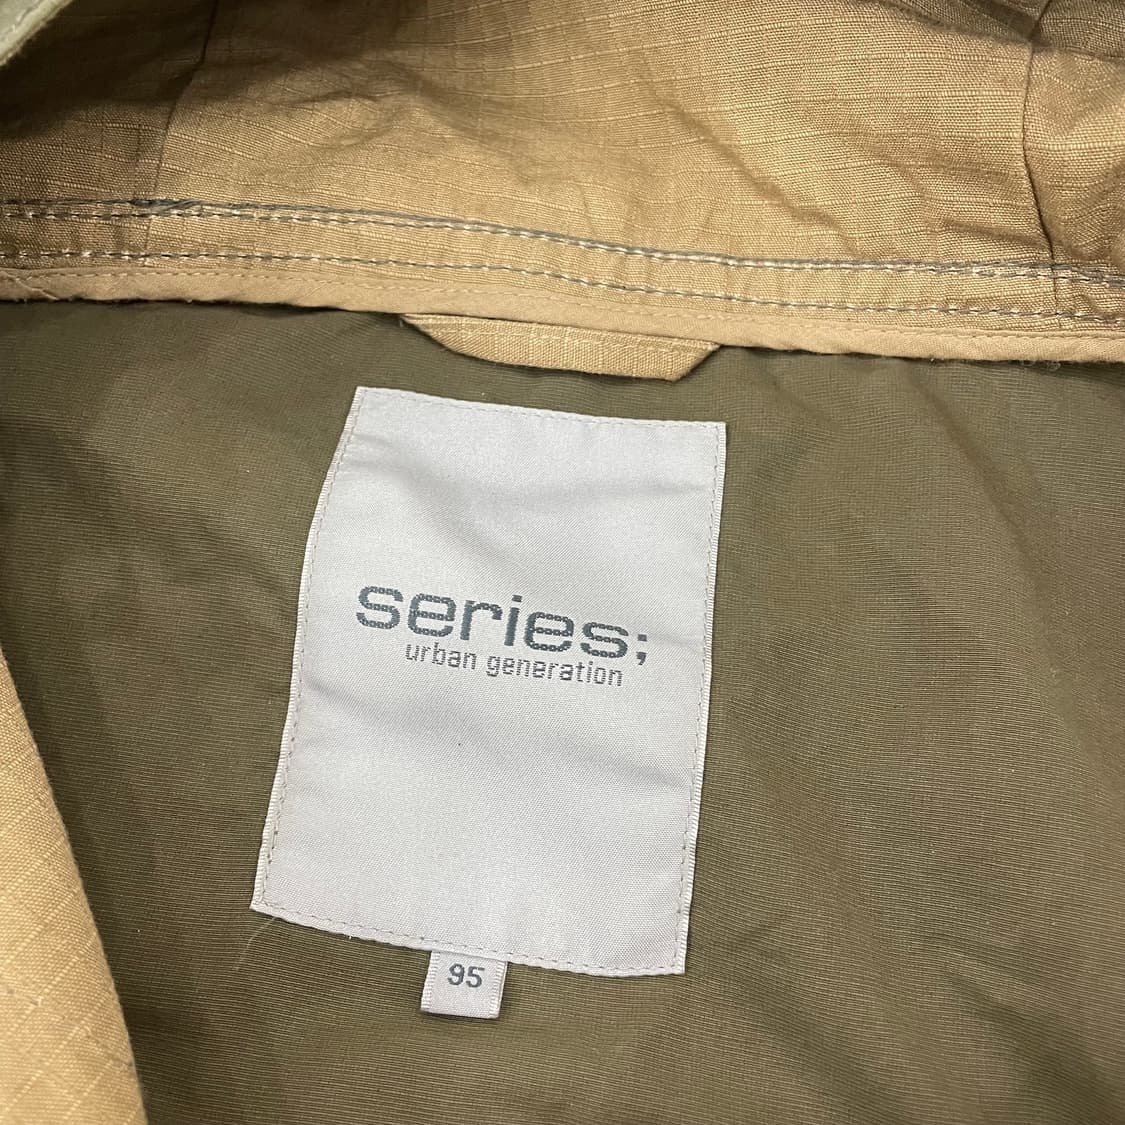 series;
urban generation
95